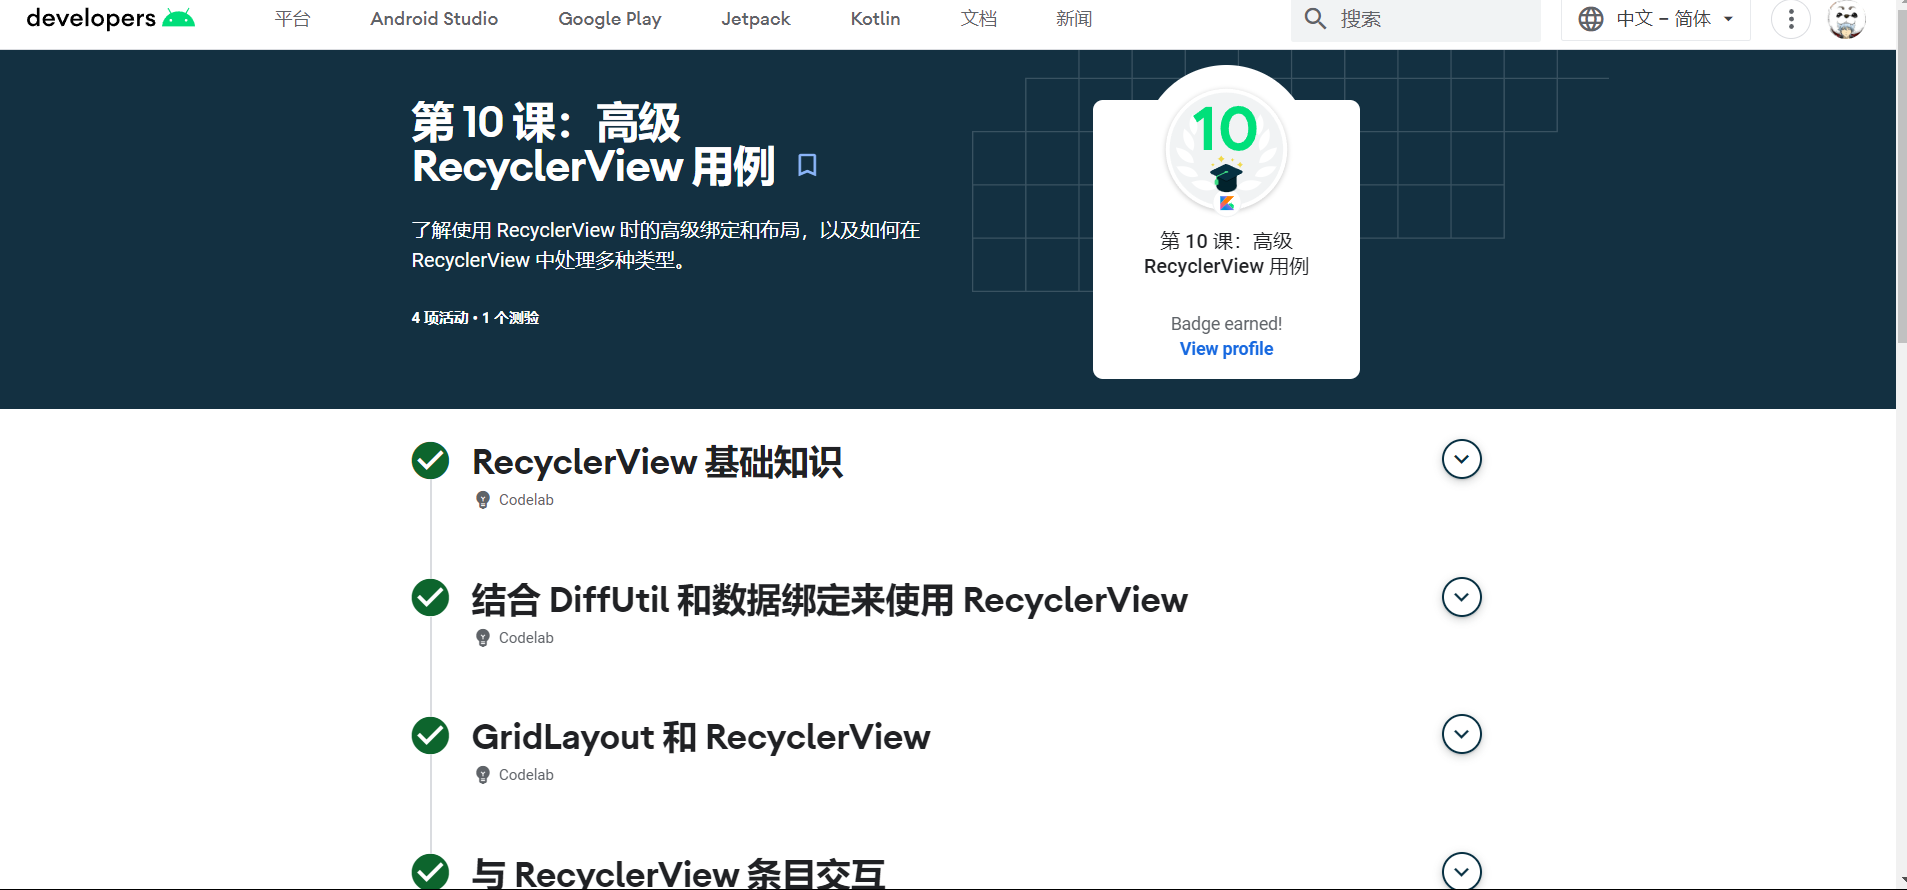 developers
平台
Android Studio
Google Play
Jetpack
Kotlin
文档
新闻
搜索
中文 – 简体
第 10 课：高级
RecyclerView 用例
了解使用 RecyclerView 时的高级绑定和布局，以及如何在
RecyclerView 中处理多种类型。
4 项活动 • 1 个测验
10
第 10 课：高级
RecyclerView 用例
Badge earned!
View profile
RecyclerView 基础知识
Codelab
结合 DiffUtil 和数据绑定来使用 RecyclerView
Codelab
GridLayout 和 RecyclerView
Codelab
与 RecyclerView 条目交互